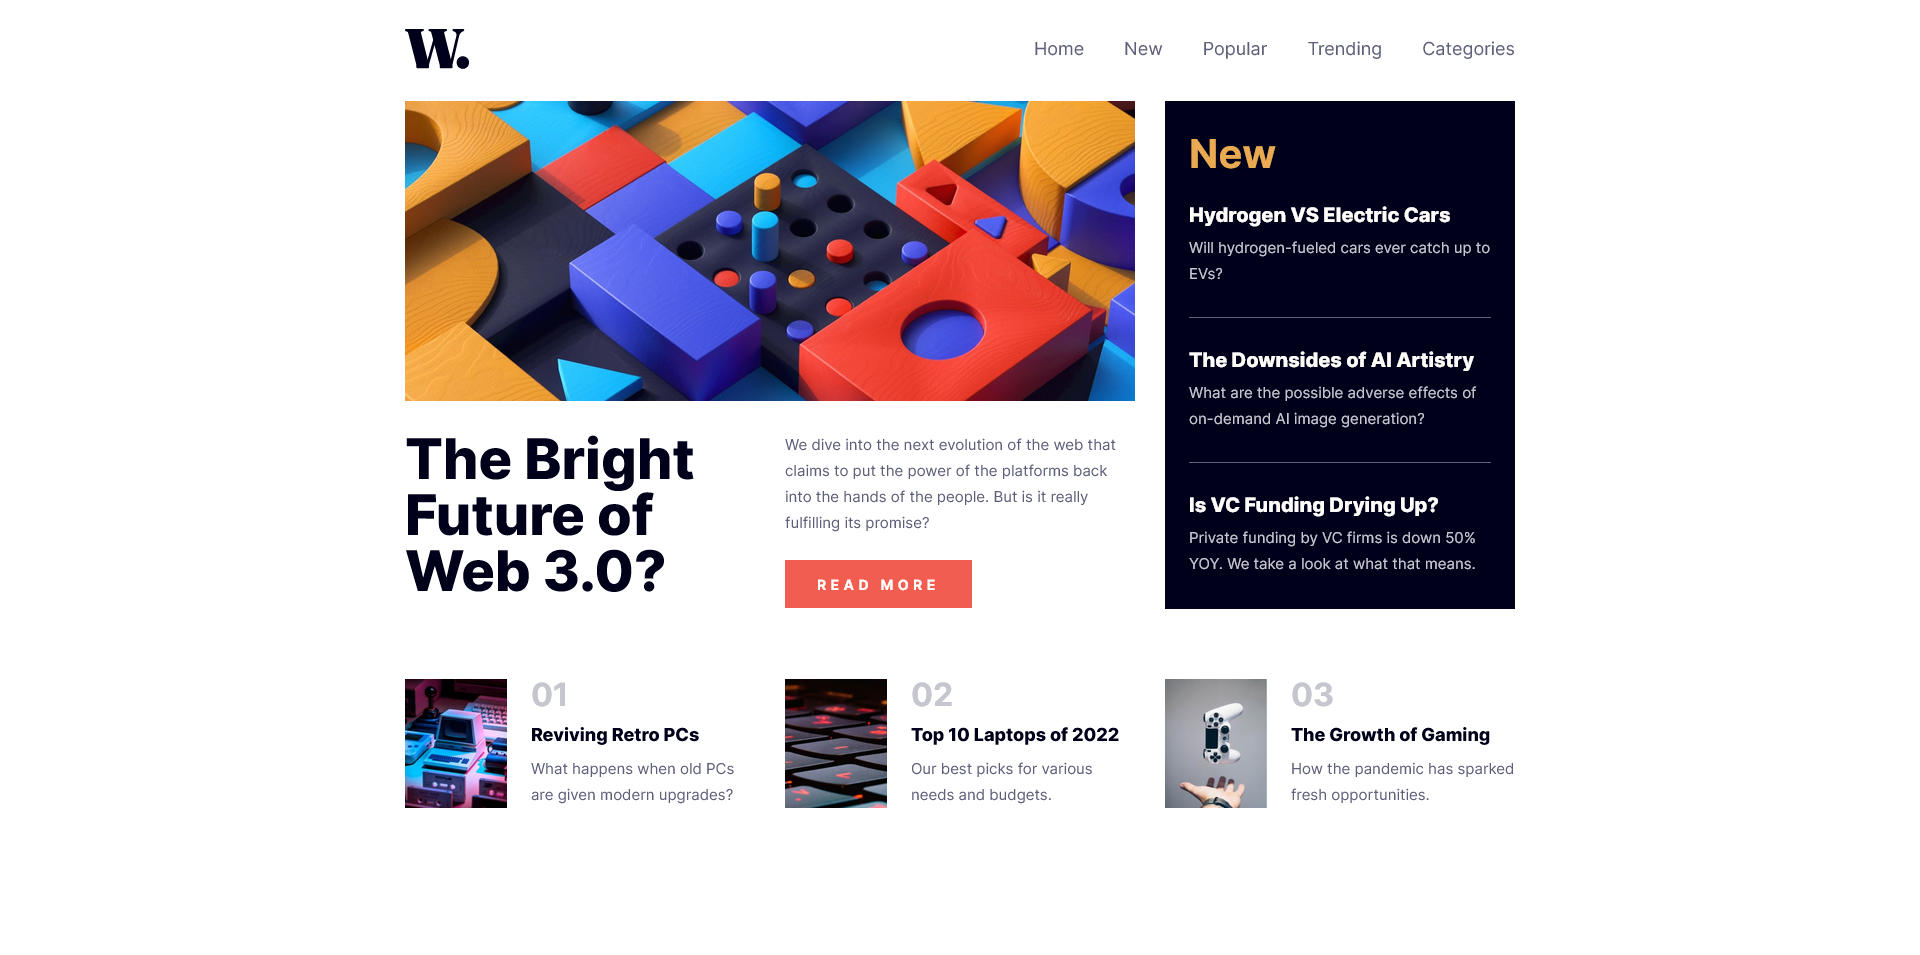 W.
Home New Popular Trending Categories
The Bright
Future of
Web 3.0?
We dive into the next evolution of the web that
claims to put the power of the platforms back
into the hands of the people. But is it really
fulfilling its promise?
READ MORE
New
Hydrogen VS Electric Cars
Will hydrogen-fueled cars ever catch up to
EVs?
The Downsides of AI Artistry
What are the possible adverse effects of
on-demand AI image generation?
Is VC Funding Drying Up?
Private funding by VC firms is down 50%
YOY. We take a look at what that means.
01
Reviving Retro PCs
What happens when old PCs
are given modern upgrades?
02
Top 10 Laptops of 2022
Our best picks for various
needs and budgets.
03
The Growth of Gaming
How the pandemic has sparked
fresh opportunities.